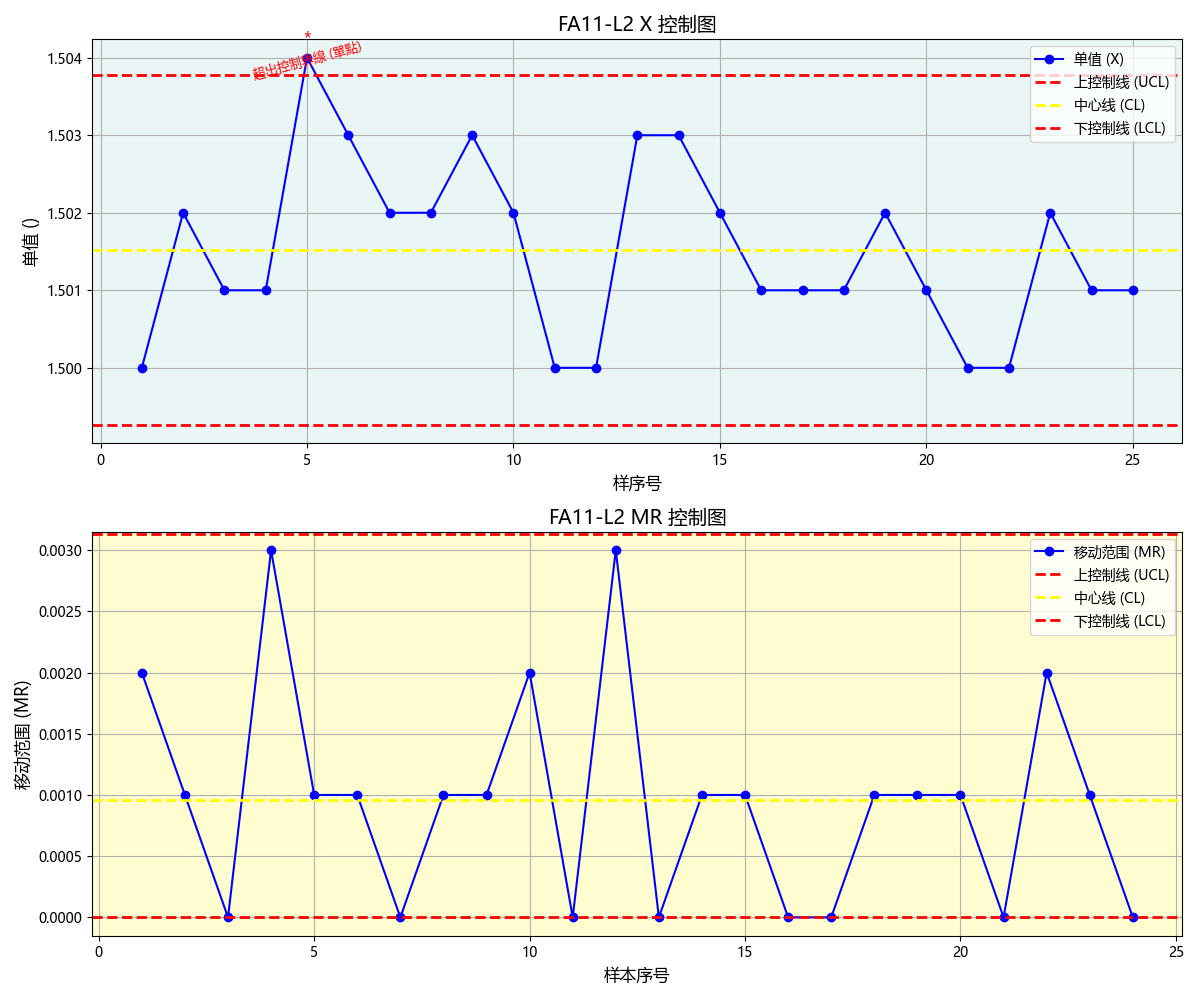 FA11-L2 X 控制图
*
超出控制界線 (單點)
单值 (X)
上控制线 (UCL)
中心线 (CL)
下控制线 (LCL)
单值 ()
1.504
1.503
1.502
1.501
1.500
0 5 10 15 20 25
样序号
FA11-L2 MR 控制图
移动范围 (MR)
上控制线 (UCL)
中心线 (CL)
下控制线 (LCL)
移动范围 (MR)
0.0030
0.0025
0.0020
0.0015
0.0010
0.0005
0.0000
0 5 10 15 20 25
样本序号